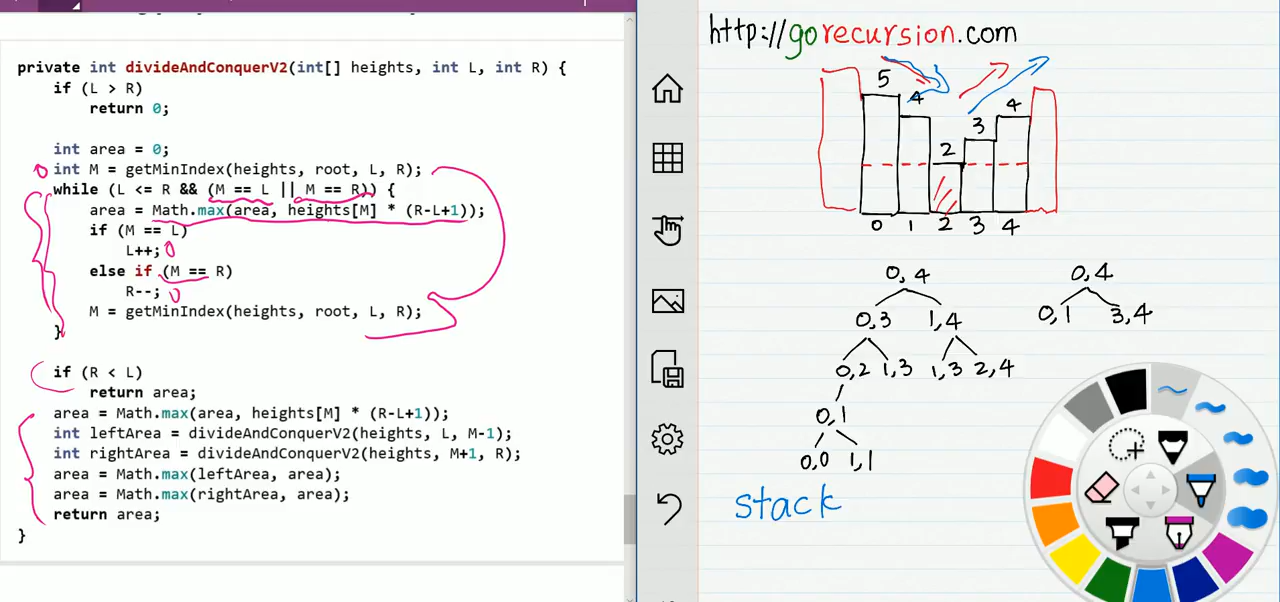 private int divideAndConquerV2(int[] heights, int L, int R) {
if (L > R)
return 0;
int area = 0;
int M = getMinIndex(heights, root, L, R);
while (L <= R && (M == L || M == R)) {
area = Math.max(area, heights[M] * (R-L+1));
if (M == L)
L++;
else if (M == R)
R--;
M = getMinIndex(heights, root, L, R);
}
if (R < L)
return area;
area = Math.max(area, heights[M] * (R-L+1));
int leftArea = divideAndConquerV2(heights, L, M-1);
int rightArea = divideAndConquerV2(heights, M+1, R);
area = Math.max(leftArea, area);
area = Math.max(rightArea, area);
return area;
}
http://gorecursion.com
5 4 2 3 4
0 1 2 3 4
0,4 0,4
0,3 1,4 0,1 3,4
0,2 1,3 1,3 2,4
0,1
0,0 1,1
stack